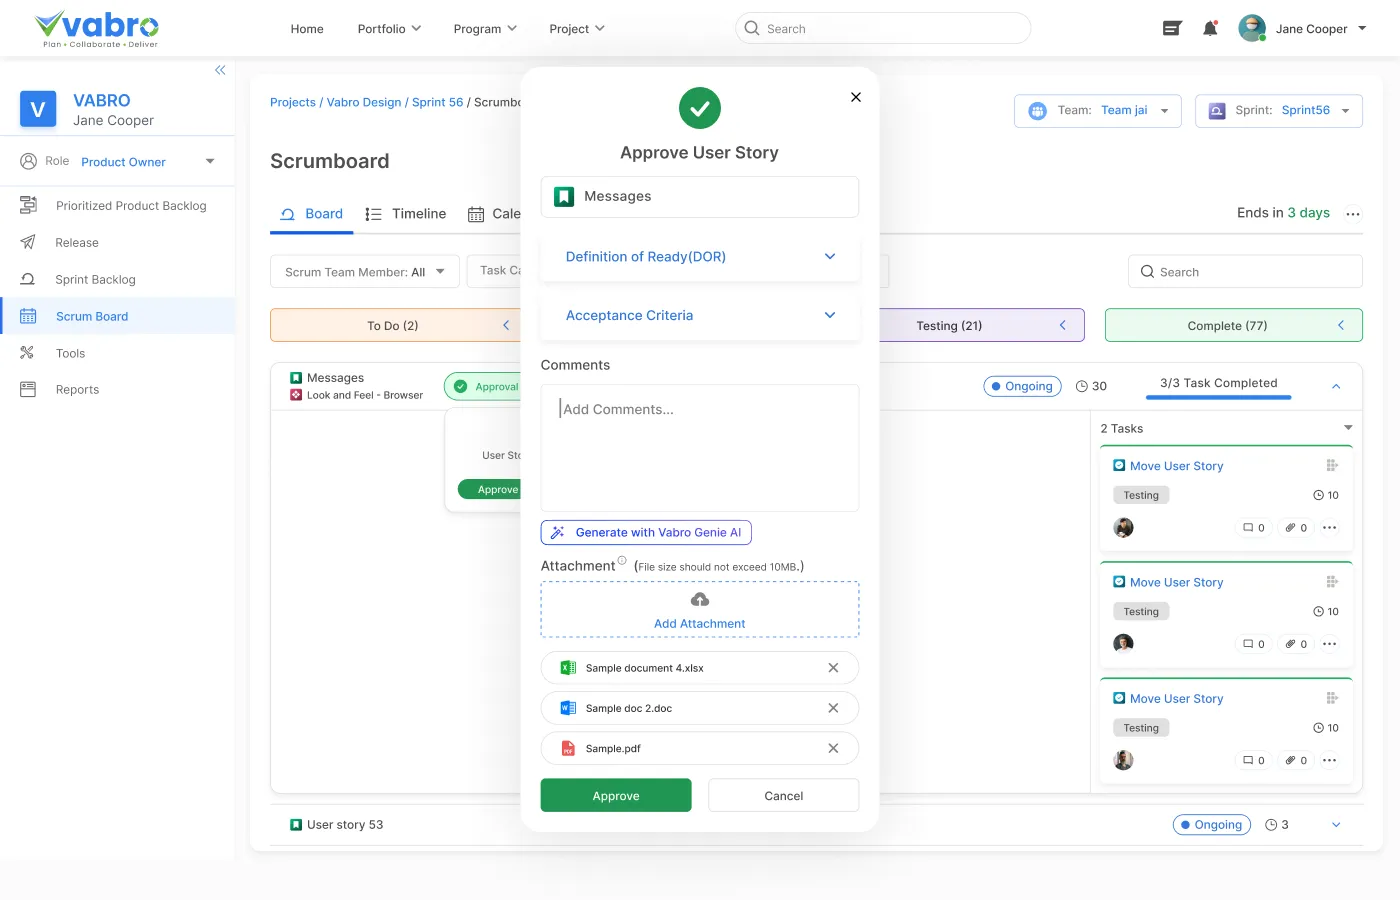 vabro
Plan • Collaborate • Deliver
Home
Portfolio
Program
Project
Search
Jane Cooper
V
VABRO
Jane Cooper
Role
Product Owner
Prioritized Product Backlog
Release
Sprint Backlog
Scrum Board
Tools
Reports
Projects / Vabro Design / Sprint 56 / Scrumbo
Team: Team jai
Sprint: Sprint56
Scrumboard
Board
Timeline
Cale
Ends in 3 days
Scrum Team Member: All
Task Ca
Search
To Do (2)
Testing (21)
Complete (77)
Messages
Look and Feel - Browser
Approval
Ongoing
30
3/3 Task Completed
User Sto
Approve
2 Tasks
Move User Story
Testing
10
0
0
Move User Story
Testing
10
0
0
Move User Story
Testing
10
0
0
User story 53
Ongoing
3
Approve User Story
Messages
Definition of Ready(DOR)
Acceptance Criteria
Comments
Add Comments...
Generate with Vabro Genie AI
Attachment (File size should not exceed 10MB.)
Add Attachment
Sample document 4.xlsx
Sample doc 2.doc
PDF
Sample.pdf
Approve
Cancel